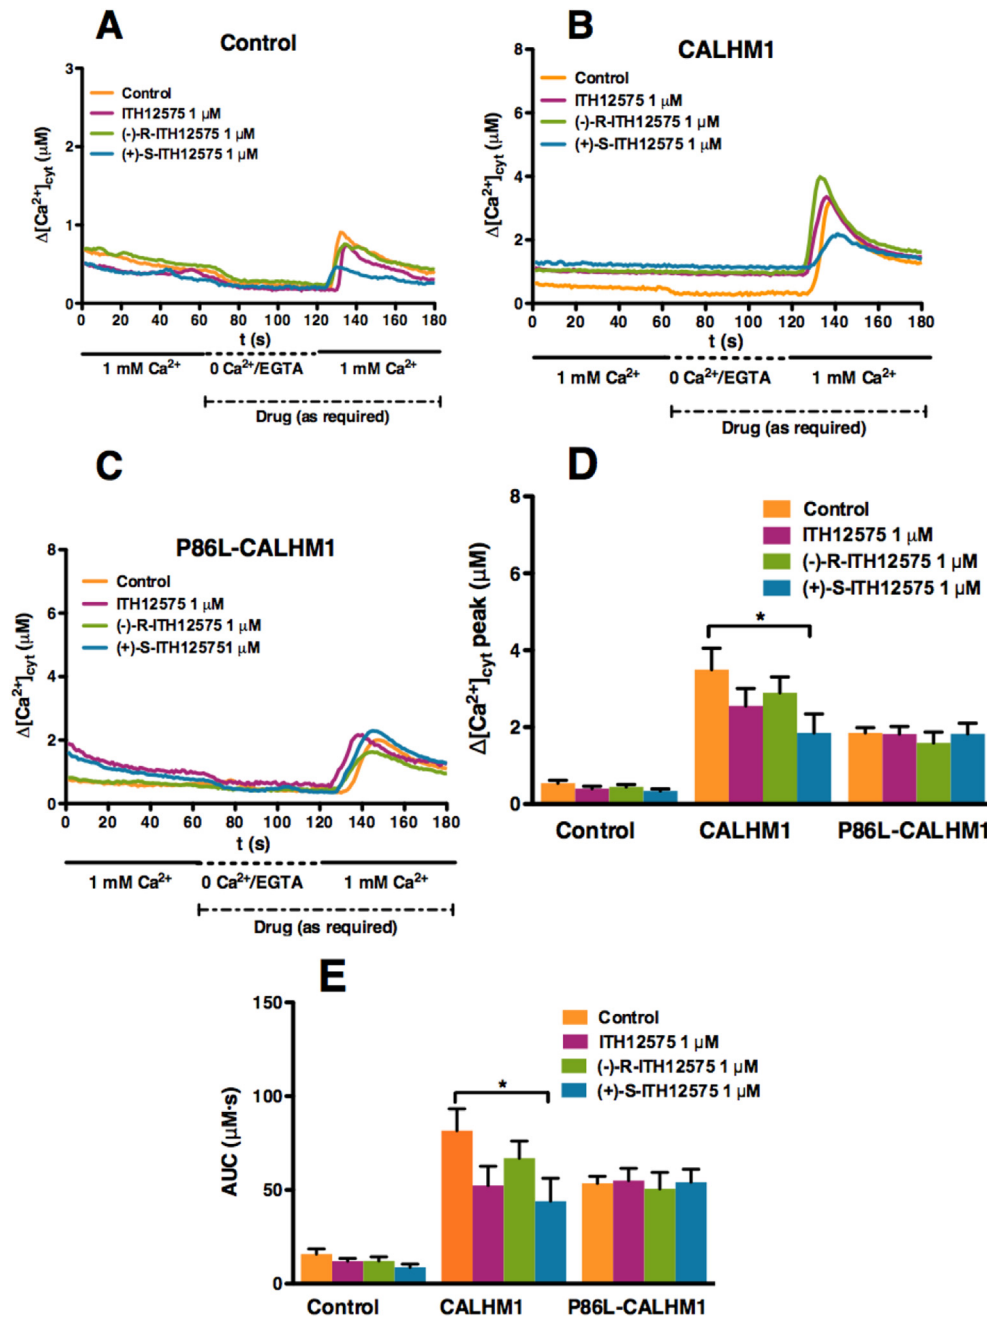 A
Control
3
2
1
0
Δ[Ca²⁺]cyt (μM)
Control
ITH12575 1 μM
(-)-R-ITH12575 1 μM
(+)-S-ITH12575 1 μM
0 20 40 60 80 100 120 140 160 180
t (s)
1 mM Ca²⁺ 0 Ca²⁺/EGTA 1 mM Ca²⁺
Drug (as required)
B
CALHM1
8
6
4
2
0
Δ[Ca²⁺]cyt (μM)
Control
ITH12575 1 μM
(-)-R-ITH12575 1 μM
(+)-S-ITH12575 1 μM
0 20 40 60 80 100 120 140 160 180
t (s)
1 mM Ca²⁺ 0 Ca²⁺/EGTA 1 mM Ca²⁺
Drug (as required)
C
P86L-CALHM1
8
6
4
2
0
Δ[Ca²⁺]cyt (μM)
Control
ITH12575 1 μM
(-)-R-ITH12575 1 μM
(+)-S-ITH125751 μM
0 20 40 60 80 100 120 140 160 180
t (s)
1 mM Ca²⁺ 0 Ca²⁺/EGTA 1 mM Ca²⁺
Drug (as required)
D
8
6
4
2
0
Δ[Ca²⁺]cyt peak (μM)
Control
ITH12575 1 μM
(-)-R-ITH12575 1 μM
(+)-S-ITH12575 1 μM
*
Control CALHM1 P86L-CALHM1
E
150
100
50
0
AUC (μM·s)
Control
ITH12575 1 μM
(-)-R-ITH12575 1 μM
(+)-S-ITH12575 1 μM
*
Control CALHM1 P86L-CALHM1